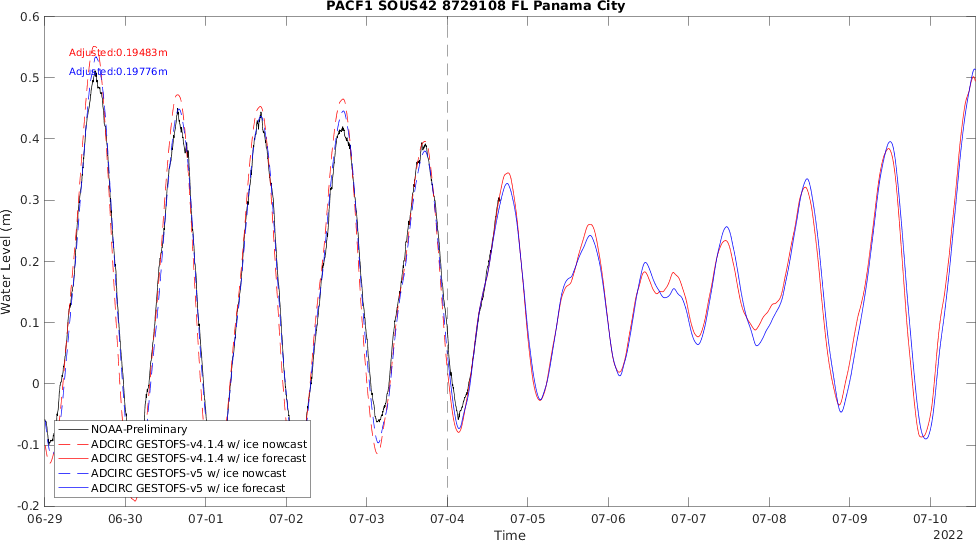 PACF1 SOUS42 8729108 FL Panama City
0.6
0.5
0.4
0.3
0.2
0.1
0
-0.1
-0.2
Water Level (m)
Adjusted:0.19483m
Adjusted:0.19776m
NOAA-Preliminary
ADCIRC GESTOFS-v4.1.4 w/ ice nowcast
ADCIRC GESTOFS-v4.1.4 w/ ice forecast
ADCIRC GESTOFS-v5 w/ ice nowcast
ADCIRC GESTOFS-v5 w/ ice forecast
06-29 06-30 07-01 07-02 07-03 07-04 07-05 07-06 07-07 07-08 07-09 07-10
Time
2022